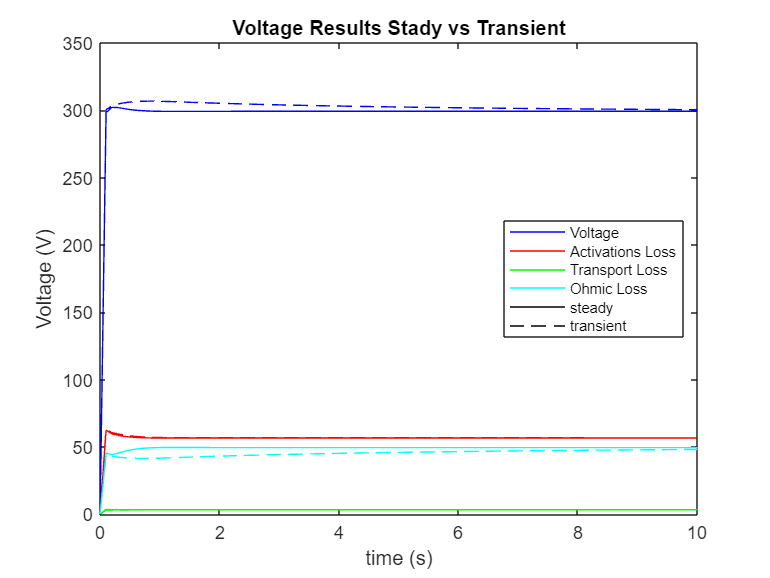 Voltage Results Stady vs Transient
350
300
250
200
150
100
50
0
Voltage (V)
Voltage
Activations Loss
Transport Loss
Ohmic Loss
steady
transient
0 2 4 6 8 10
time (s)